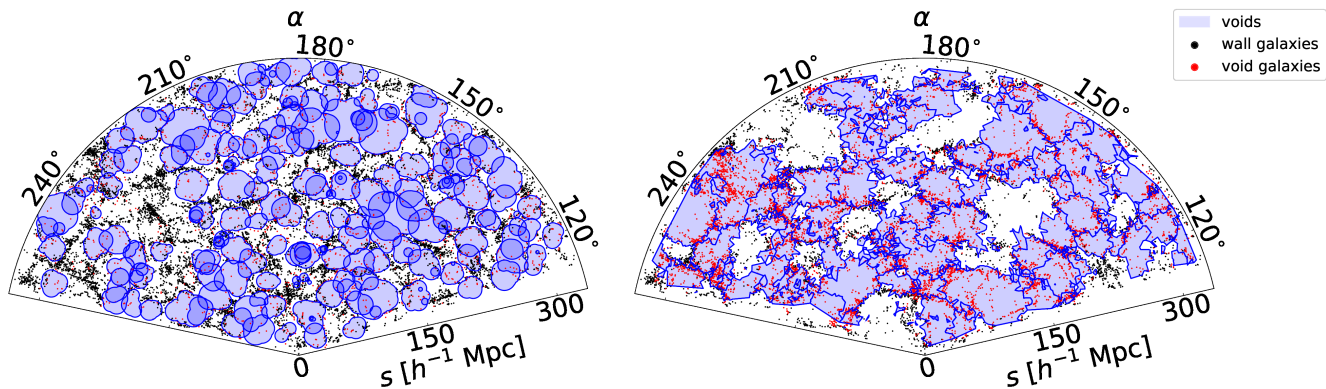 α
180°
210°
150°
240°
120°
300
150
0
s [h⁻¹ Mpc]
α
180°
210°
150°
240°
120°
300
150
0
s [h⁻¹ Mpc]
voids
wall galaxies
void galaxies